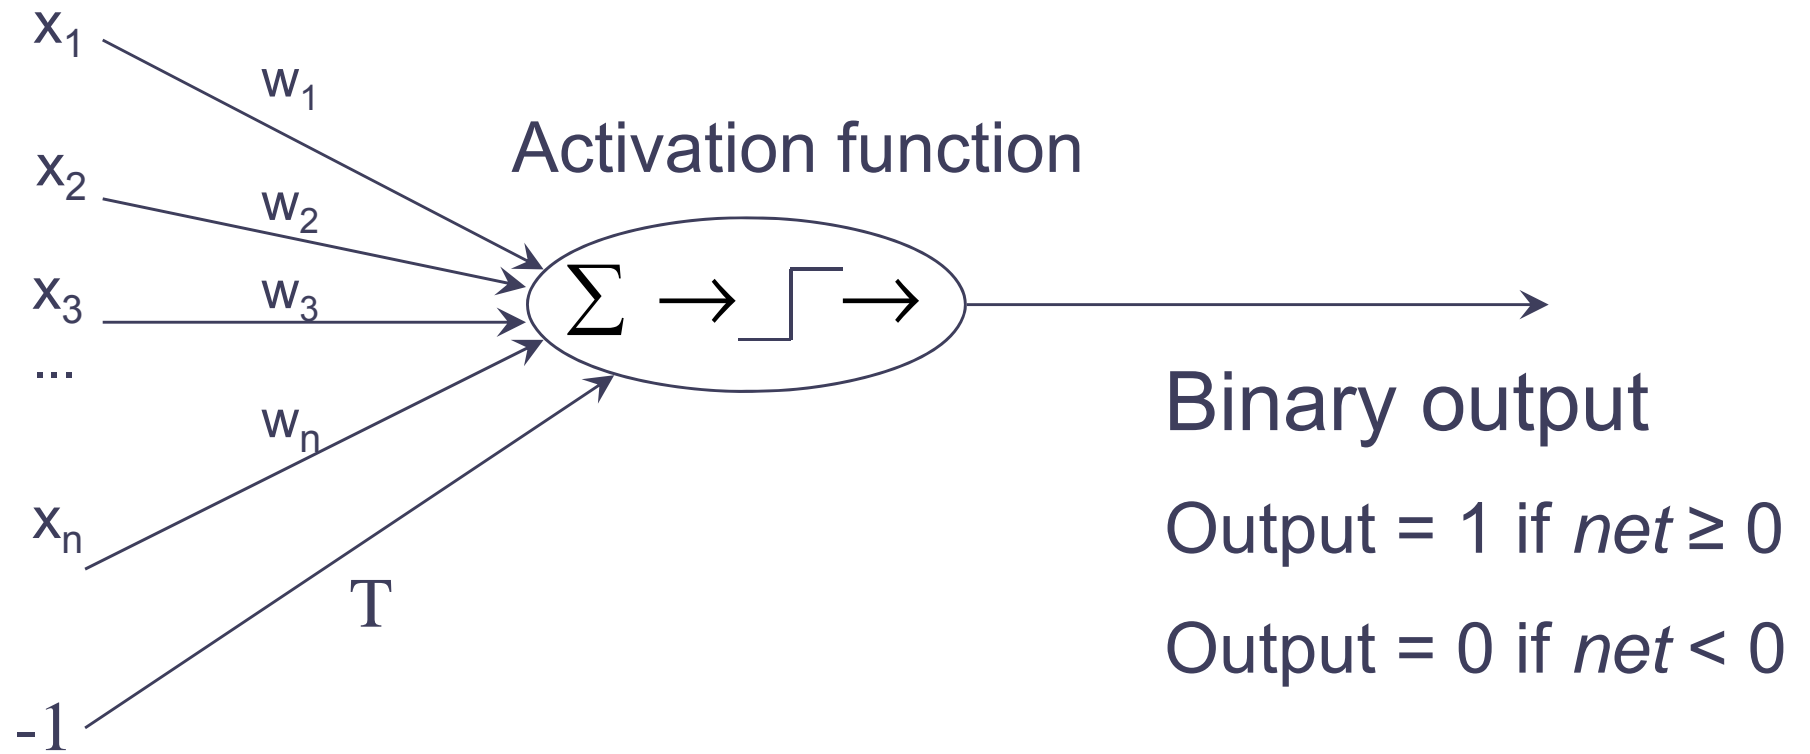 x₁
w₁
Activation function
x₂
w₂
x₃
w₃
∑
...
Binary output
wₙ
xₙ
Output = 1 if net ≥ 0
T
Output = 0 if net < 0
-1